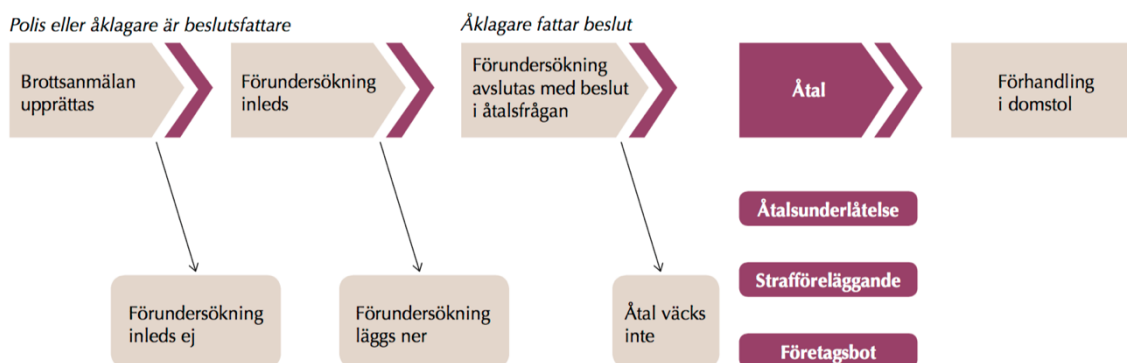 Polis eller åklagare är beslutsfattare
Åklagare fattar beslut
Brottsanmälan
upprättas
Förundersökning
inleds
Förundersökning
avslutas med beslut
i åtalsfrågan
Åtal
Förhandling
i domstol
Åtalsunderlåtelse
Strafföreläggande
Företagsbot
Förundersökning
inleds ej
Förundersökning
läggs ner
Åtal väcks
inte